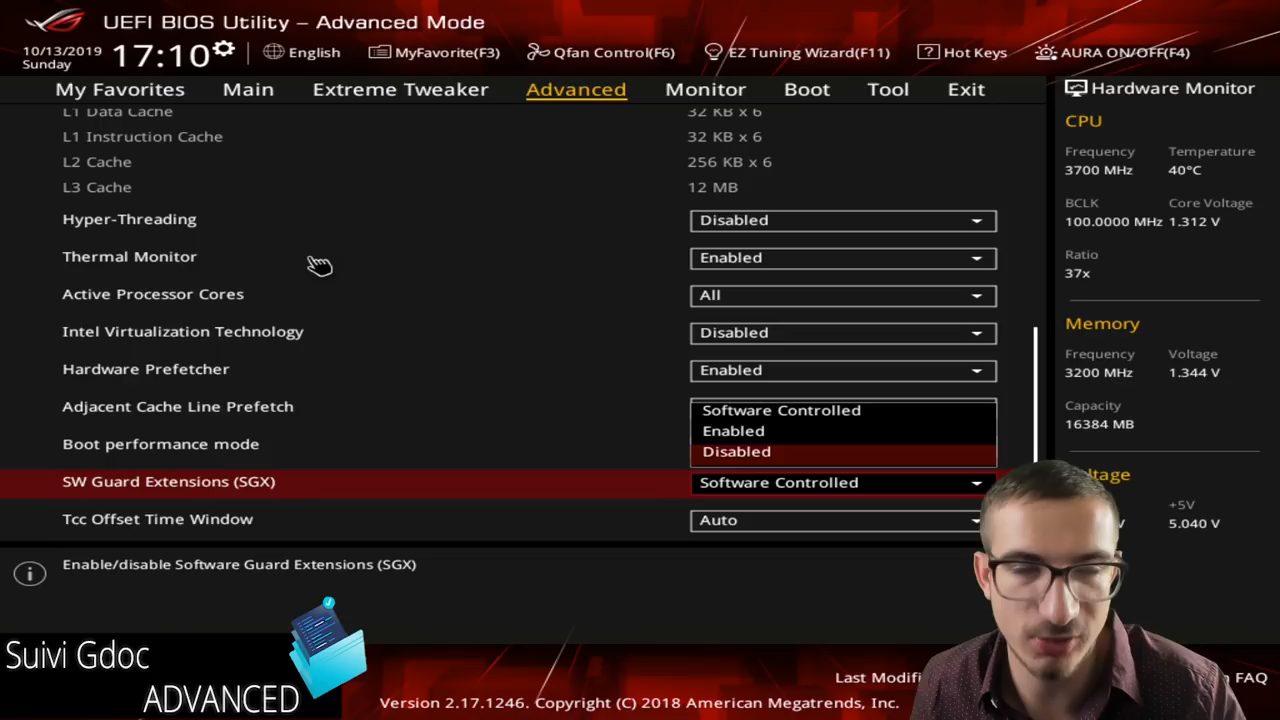 UEFI BIOS Utility – Advanced Mode
10/13/2019
Sunday
17:10
English
MyFavorite(F3)
Qfan Control(F6)
EZ Tuning Wizard(F11)
? Hot Keys
AURA ON/OFF(F4)
My Favorites Main Extreme Tweaker Advanced Monitor Boot Tool Exit
Hardware Monitor
L1 Data Cache 32 KB x 6
L1 Instruction Cache 32 KB x 6
L2 Cache 256 KB x 6
L3 Cache 12 MB
Hyper-Threading Disabled
Thermal Monitor Enabled
Active Processor Cores All
Intel Virtualization Technology Disabled
Hardware Prefetcher Enabled
Adjacent Cache Line Prefetch
Software Controlled
Enabled
Boot performance mode
Disabled
SW Guard Extensions (SGX) Software Controlled
Tcc Offset Time Window Auto
i
Enable/disable Software Guard Extensions (SGX)
CPU
Frequency Temperature
3700 MHz 40°C
BCLK Core Voltage
100.0000 MHz 1.312 V
Ratio
37x
Memory
Frequency Voltage
3200 MHz 1.344 V
Capacity
16384 MB
ltage
+5V
V 5.040 V
Suivi Gdoc
ADVANCED
Last Modifi
FAQ
Version 2.17.1246. Copyright (C) 2018 American Megatrends, Inc.